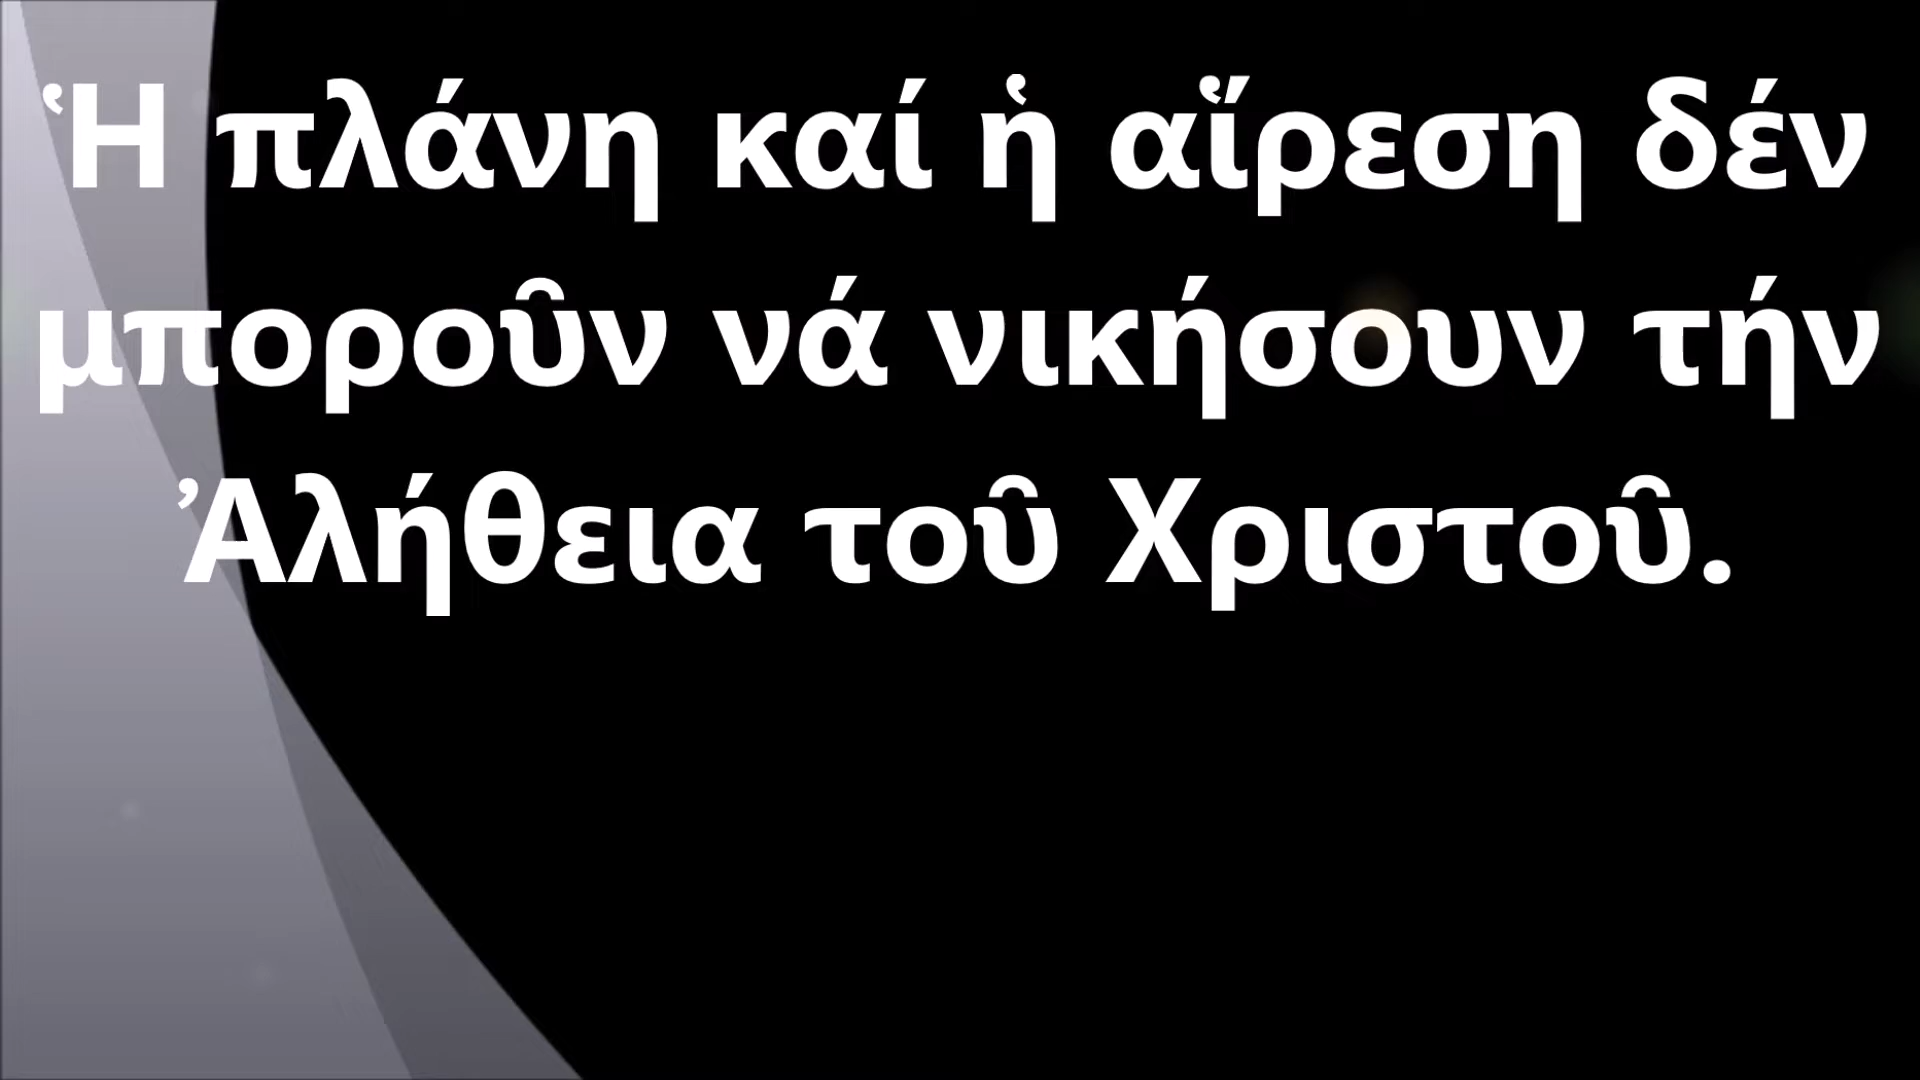 Ἡ πλάνη καί ἡ αἵρεση δέν
μποροῦν νά νικήσουν τήν
Ἀλήθεια τοῦ Χριστοῦ.